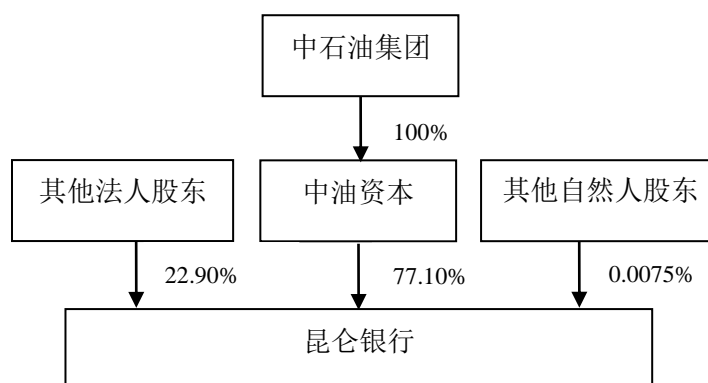 中石油集团
100%
其他法人股东
中油资本
其他自然人股东
22.90%
77.10%
0.0075%
昆仑银行